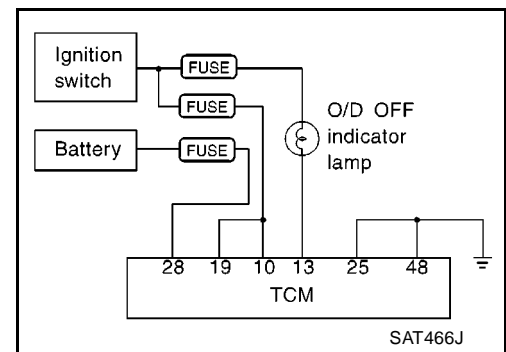 Ignition
switch
FUSE
FUSE
O/D OFF
indicator
lamp
Battery
FUSE
28 19 10 13 25 48
TCM
SAT466J